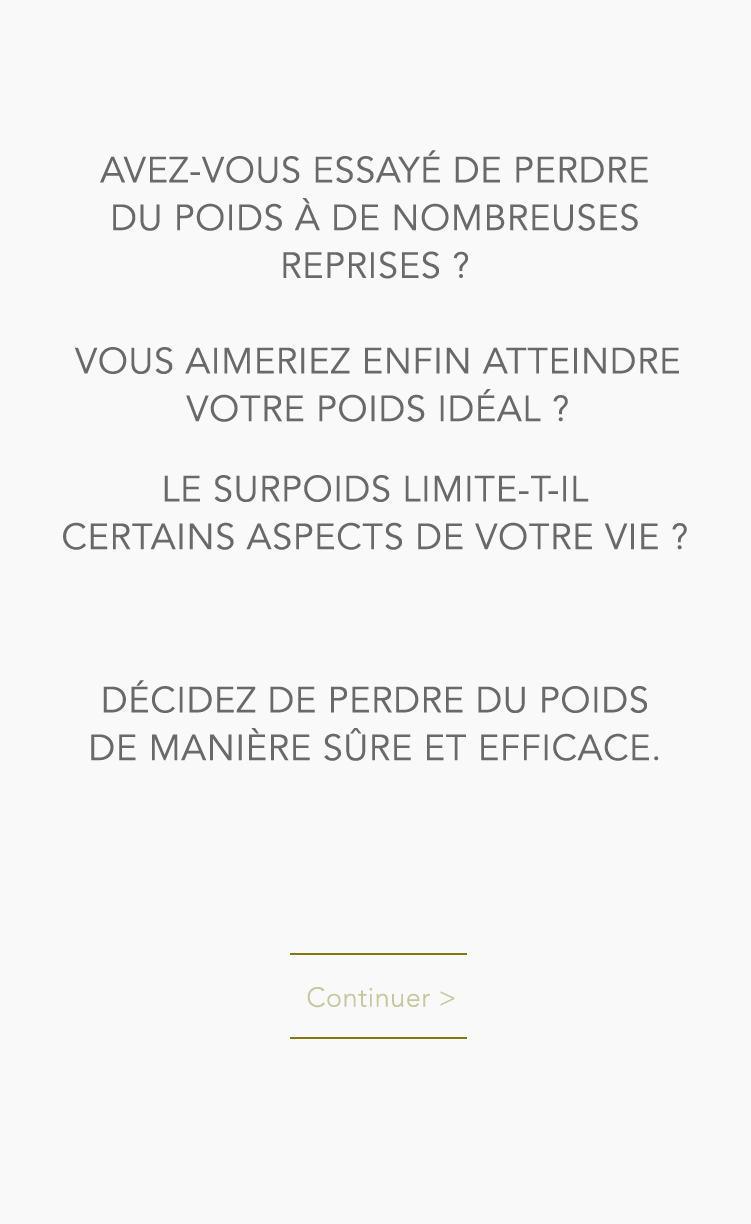 AVEZ-VOUS ESSAYÉ DE PERDRE
DU POIDS À DE NOMBREUSES
REPRISES ?
VOUS AIMERIEZ ENFIN ATTEINDRE
VOTRE POIDS IDÉAL ?
LE SURPOIDS LIMITE-T-IL
CERTAINS ASPECTS DE VOTRE VIE ?
DÉCIDEZ DE PERDRE DU POIDS
DE MANIÈRE SÛRE ET EFFICACE.
Continuer >